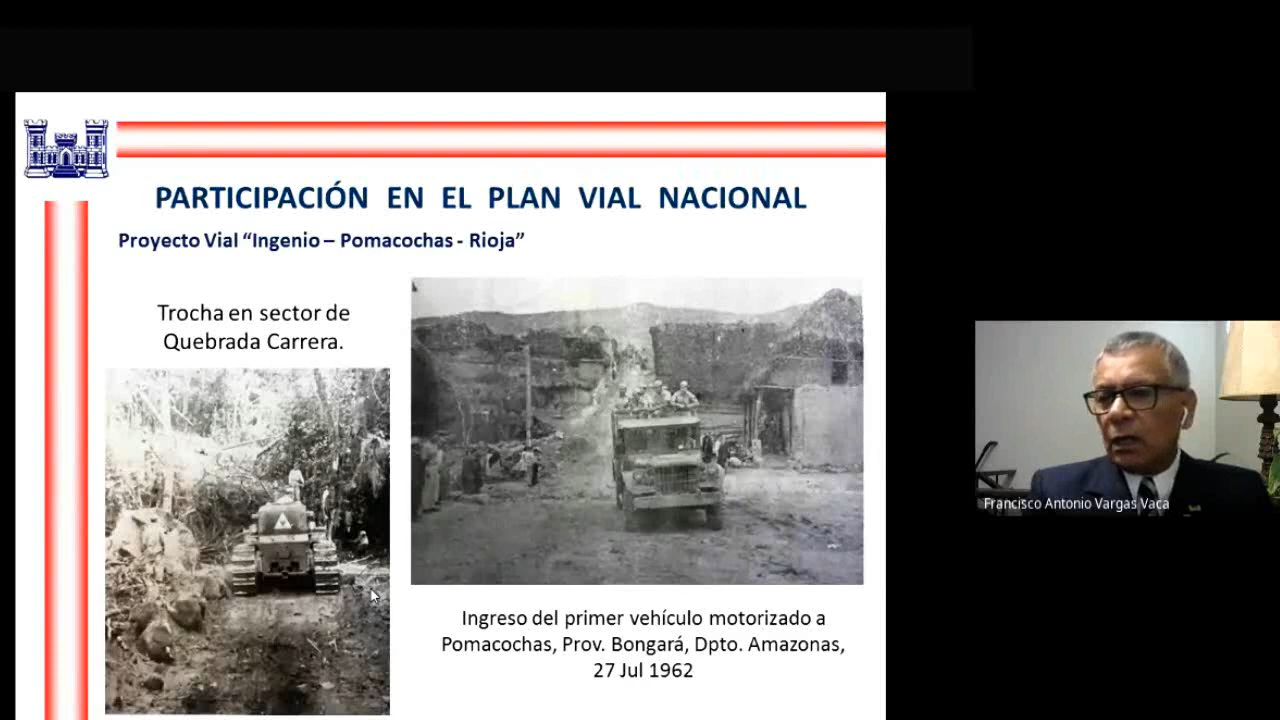 PARTICIPACIÓN EN EL PLAN VIAL NACIONAL
Proyecto Vial “Ingenio – Pomacochas - Rioja”
Trocha en sector de
Quebrada Carrera.
Ingreso del primer vehículo motorizado a
Pomacochas, Prov. Bongará, Dpto. Amazonas,
27 Jul 1962
Francisco Antonio Vargas Vaca